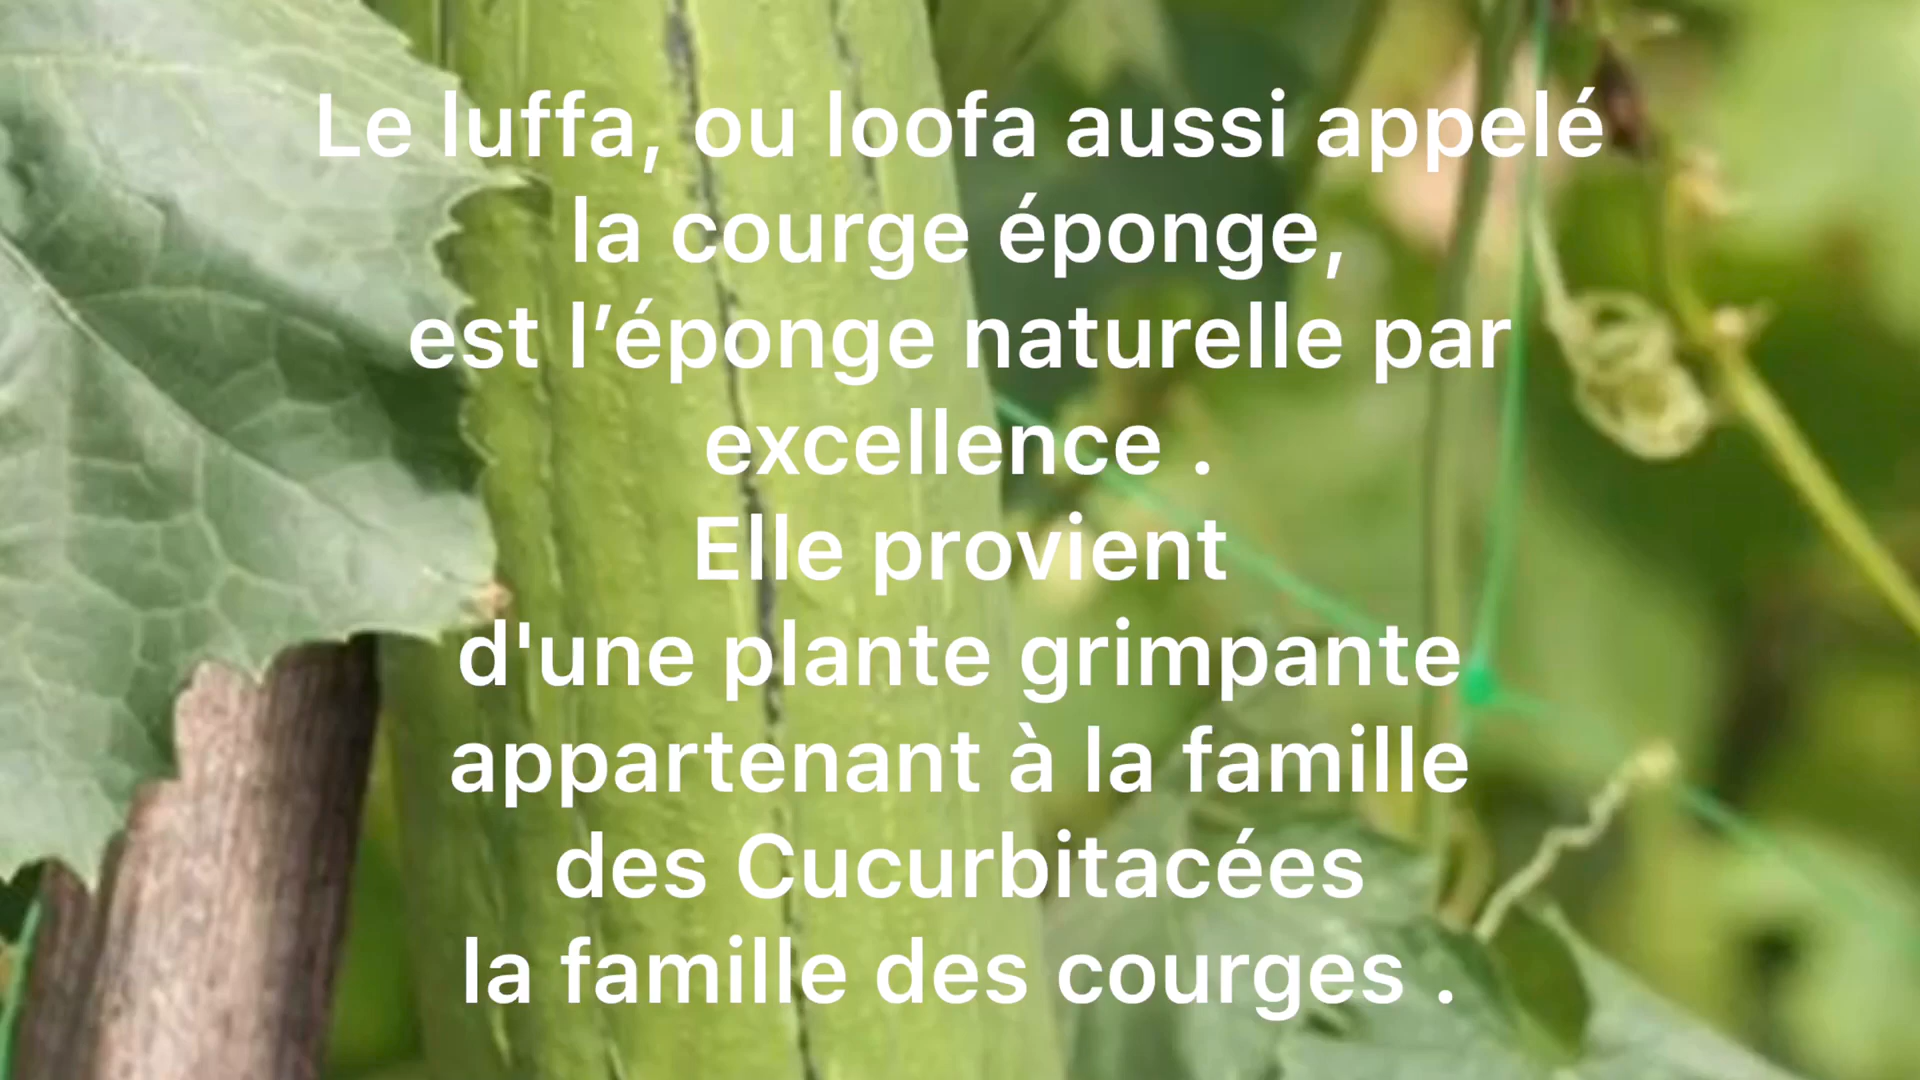 Le luffa, ou loofa aussi appelé
la courge éponge,
est l’éponge naturelle par
excellence .
Elle provient
d'une plante grimpante
appartenant à la famille
des Cucurbitacées
la famille des courges .